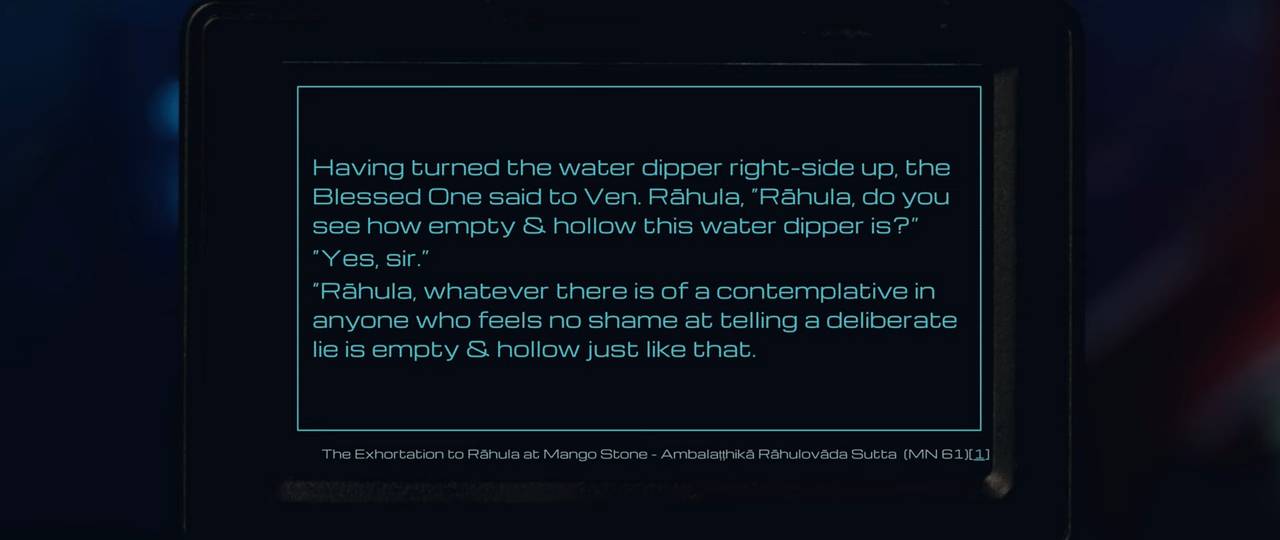 Having turned the water dipper right-side up, the
Blessed One said to Ven. Rāhula, "Rāhula, do you
see how empty & hollow this water dipper is?"
"Yes, sir."
"Rāhula, whatever there is of a contemplative in
anyone who feels no shame at telling a deliberate
lie is empty & hollow just like that.
The Exhortation to Rāhula at Mango Stone - Ambalaṭṭhikā Rāhulovāda Sutta (MN 61)[1]